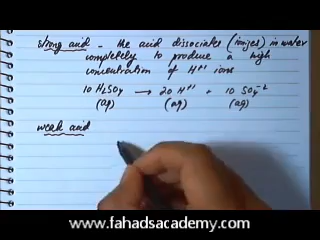 strong acid - the acid dissociates (ionizes) in water
completely to produce a high
concentration of H⁺¹ ions
10 H₂SO₄ → 20 H⁺¹ + 10 SO₄⁻²
(aq) (aq) (aq)
weak acid
www.fahadsacademy.com